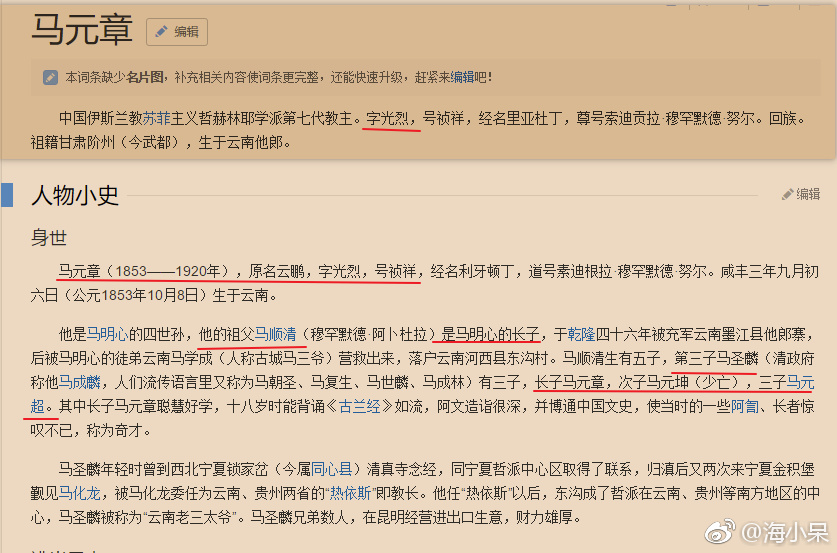 马元章 编辑
本词条缺少名片图，补充相关内容使词条更完整，还能快速升级，赶紧来编辑吧！
中国伊斯兰教苏菲主义哲赫林耶学派第七代教主。字光烈，号祯祥，经名里亚杜丁，尊号索迪贡拉·穆罕默德·努尔。回族。
祖籍甘肃阶州（今武都），生于云南他郎。
人物小史 编辑
身世
马元章（1853——1920年），原名云鹏，字光烈，号祯祥，经名利牙顿丁，道号素迪根拉·穆罕默德·努尔。咸丰三年九月初
六日（公元1853年10月8日）生于云南。
他是马明心的四世孙，他的祖父马顺清（穆罕默德·阿卜杜拉）是马明心的长子，于乾隆四十六年被充军云南墨江县他郎寨，
后被马明心的徒弟云南马学成（人称古城马三爷）营救出来，落户云南河西县东沟村。马顺清生有五子，第三子马圣麟（清政府
称他马成麟，人们流传语言里又称为马朝圣、马复生、马世麟、马成林）有三子，长子马元章，次子马元坤（少亡），三子马元
超。其中长子马元章聪慧好学，十八岁时能背诵《古兰经》如流，阿文造诣很深，并博通中国文史，使当时的一些阿訇、长者惊
叹不已，称为奇才。
马圣麟年轻时曾到西北宁夏锁家岔（今属同心县）清真寺念经，同宁夏哲派中心区取得了联系，归滇后又两次来宁夏金积堡
觐见马化龙，被马化龙委任为云南、贵州两省的“热依斯”即教长。他任“热依斯”以后，东沟成了哲派在云南、贵州等南方地区的中
心，马圣麟被称为“云南老三太爷”。马圣麟兄弟数人，在昆明经营进出口生意，财力雄厚。
@海小呆